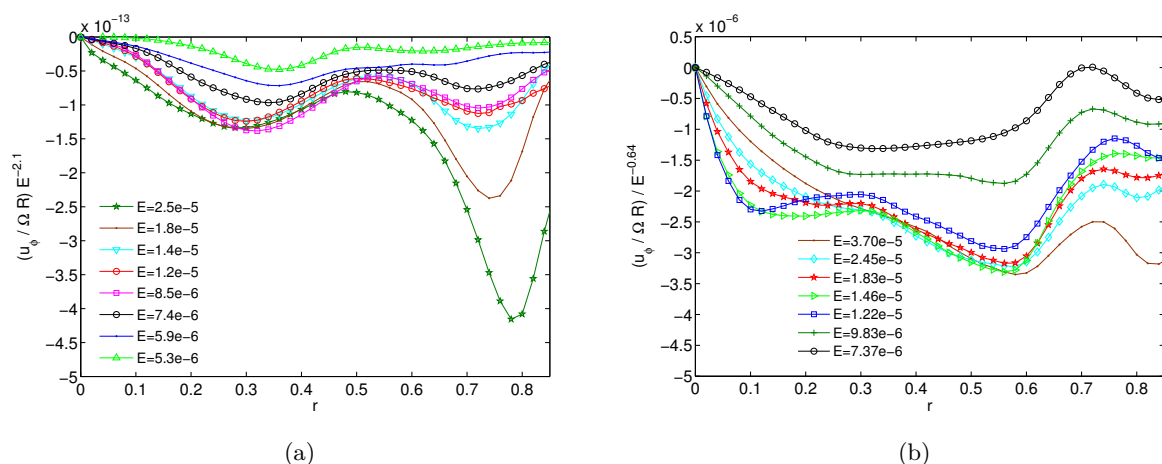 x 10^−13
0
−0.5
−1
−1.5
−2
−2.5
−3
−3.5
−4
−4.5
−5
0 0.1 0.2 0.3 0.4 0.5 0.6 0.7 0.8
r
(u_ϕ / Ω R) E^−2.1
E=2.5e−5
E=1.8e−5
E=1.4e−5
E=1.2e−5
E=8.5e−6
E=7.4e−6
E=5.9e−6
E=5.3e−6
(a)
x 10^−6
0.5
0
−0.5
−1
−1.5
−2
−2.5
−3
−3.5
−4
−4.5
−5
0 0.1 0.2 0.3 0.4 0.5 0.6 0.7 0.8
r
(u_ϕ / Ω R) / E^−0.64
E=3.70e−5
E=2.45e−5
E=1.83e−5
E=1.46e−5
E=1.22e−5
E=9.83e−6
E=7.37e−6
(b)